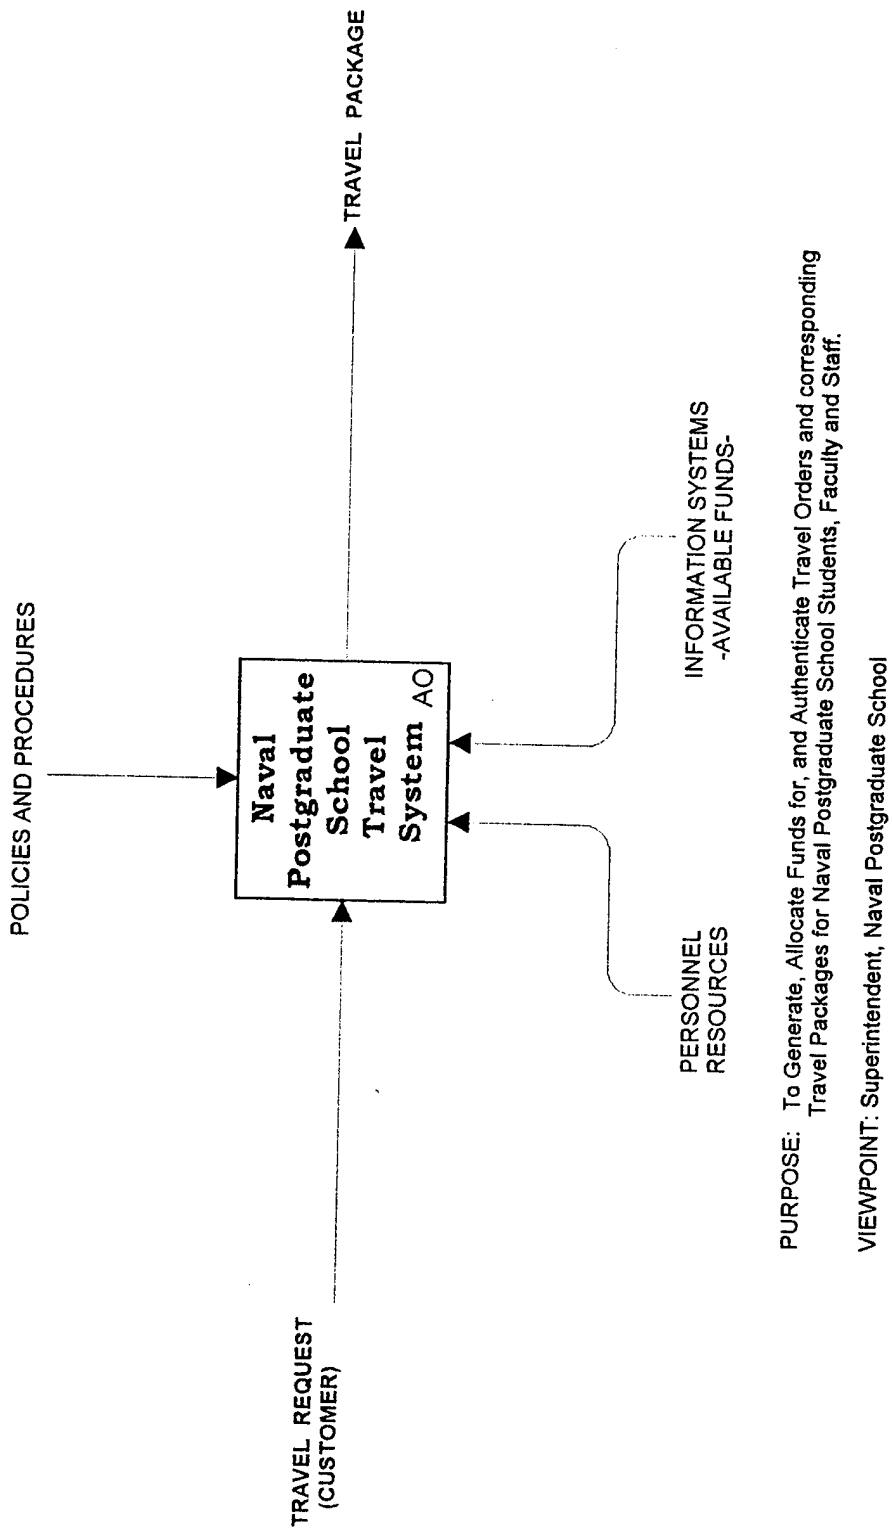 POLICIES AND PROCEDURES
TRAVEL REQUEST
(CUSTOMER)
Naval
Postgraduate
School
Travel
System AO
TRAVEL PACKAGE
PERSONNEL
RESOURCES
INFORMATION SYSTEMS
-AVAILABLE FUNDS-
PURPOSE: To Generate, Allocate Funds for, and Authenticate Travel Orders and corresponding
Travel Packages for Naval Postgraduate School Students, Faculty and Staff.
VIEWPOINT: Superintendent, Naval Postgraduate School